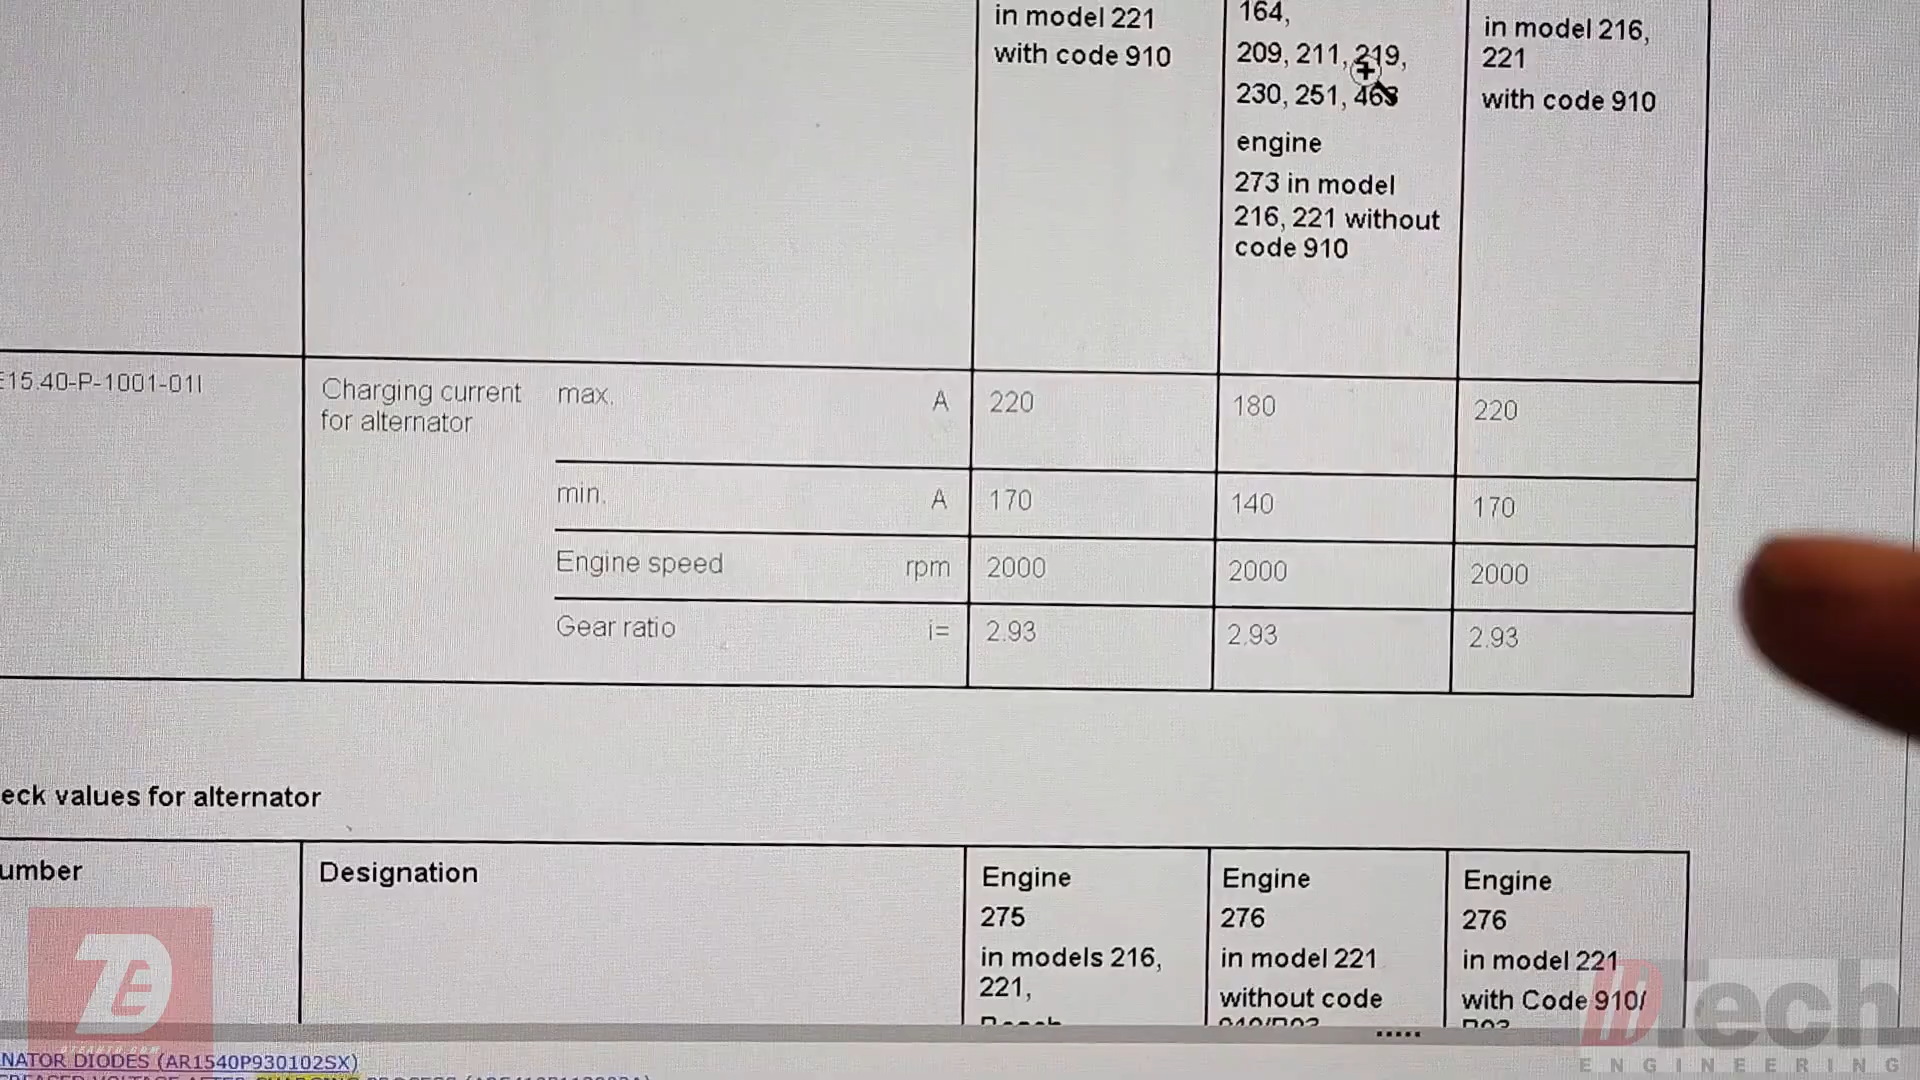 in model 221
with code 910
164,
209, 211, 219,
230, 251, 463
engine
273 in model
216, 221 without
code 910
in model 216,
221
with code 910
E15.40-P-1001-01I
Charging current
for alternator
max. A 220 180 220
min. A 170 140 170
Engine speed rpm 2000 2000 2000
Gear ratio i= 2.93 2.93 2.93
eck values for alternator
umber
Designation
Engine
275
in models 216,
221,
Engine
276
in model 221
without code
Engine
276
in model 221
with Code 910/
NATOR DIODES (AR1540P930102SX)
Tech
ENGINEERING